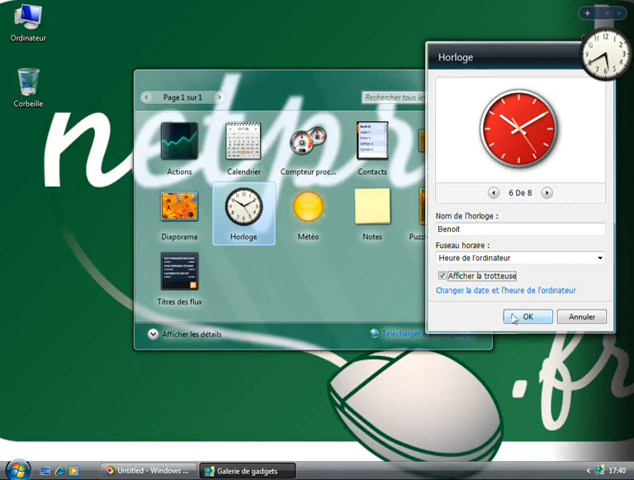 Ordinateur
Corbeille
netpr
.fr
Page 1 sur 1
Rechercher tous les
Actions
Calendrier
Compteur proc...
Contacts
Diaporama
Horloge
Météo
Notes
Titres des flux
Afficher les détails
Horloge
6 De 8
Nom de l'horloge :
Benoit
Fuseau horaire :
Heure de l'ordinateur
Afficher la trotteuse
Changer la date et l'heure de l'ordinateur
OK
Annuler
Untitled - Windows ...
Galerie de gadgets
17:40